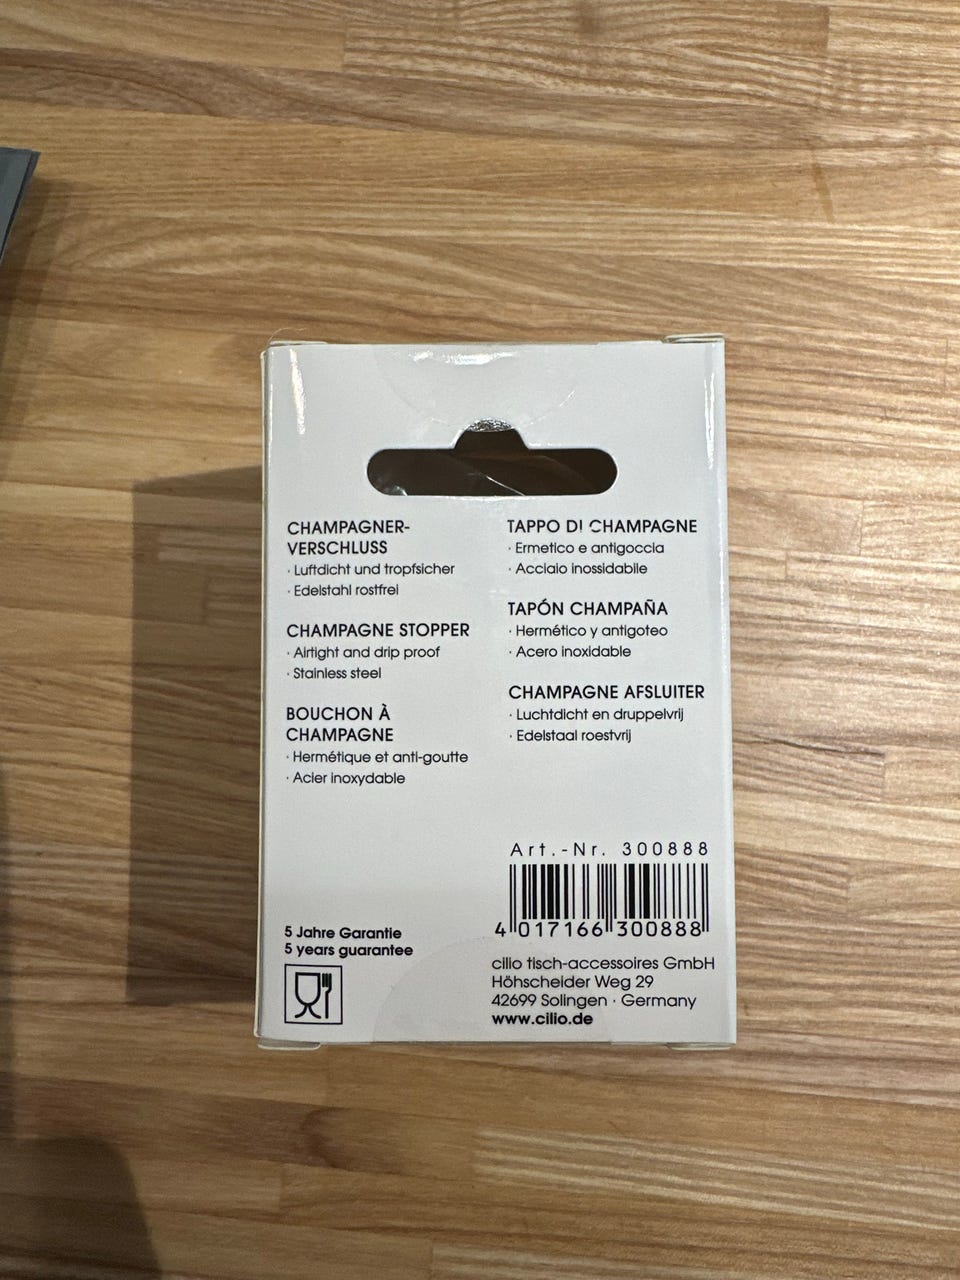 CHAMPAGNER-
VERSCHLUSS
· Luftdicht und tropfsicher
· Edelstahl rostfrei
CHAMPAGNE STOPPER
· Airtight and drip proof
· Stainless steel
BOUCHON À
CHAMPAGNE
· Hermétique et anti-goutte
· Acier inoxydable
TAPPO DI CHAMPAGNE
· Ermetico e antigoccia
· Acciaio inossidabile
TAPÓN CHAMPAÑA
· Hermético y antigoteo
· Acero inoxidable
CHAMPAGNE AFSLUITER
· Luchtdicht en druppelvrij
· Edelstaal roestvrij
5 Jahre Garantie
5 years guarantee
Art.-Nr. 300888
4 017166 300888
cilio tisch-accessoires GmbH
Höhscheider Weg 29
42699 Solingen · Germany
www.cilio.de